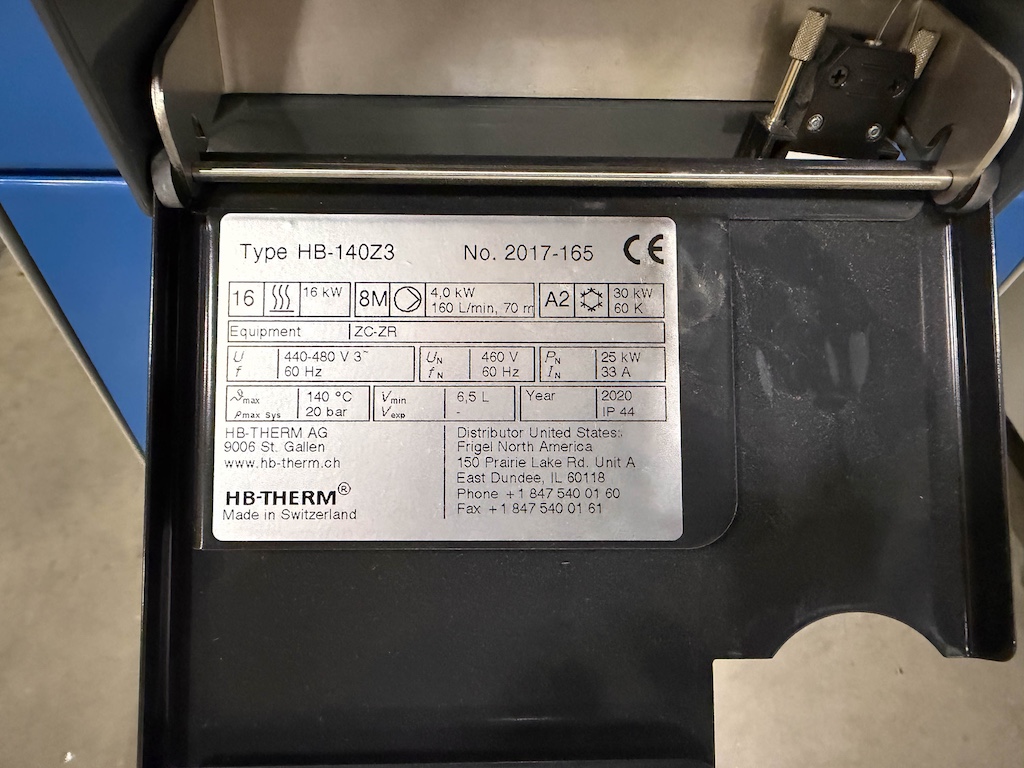 Type HB-140Z3 No. 2017-165 CE
16 16 kW 8M 4,0 kW A2 30 kW
160 L/min, 70 m 60 K
Equipment ZC-ZR
U 440-480 V 3~ UN 460 V PN 25 kW
f 60 Hz fN 60 Hz IN 33 A
ϑmax 140 °C Vmin 6,5 L Year 2020
pmax Sys 20 bar Vexp - IP 44
HB-THERM AG
9006 St. Gallen
www.hb-therm.ch
HB-THERM®
Made in Switzerland
Distributor United States:
Frigel North America
150 Prairie Lake Rd. Unit A
East Dundee, IL 60118
Phone +1 847 540 01 60
Fax +1 847 540 01 61